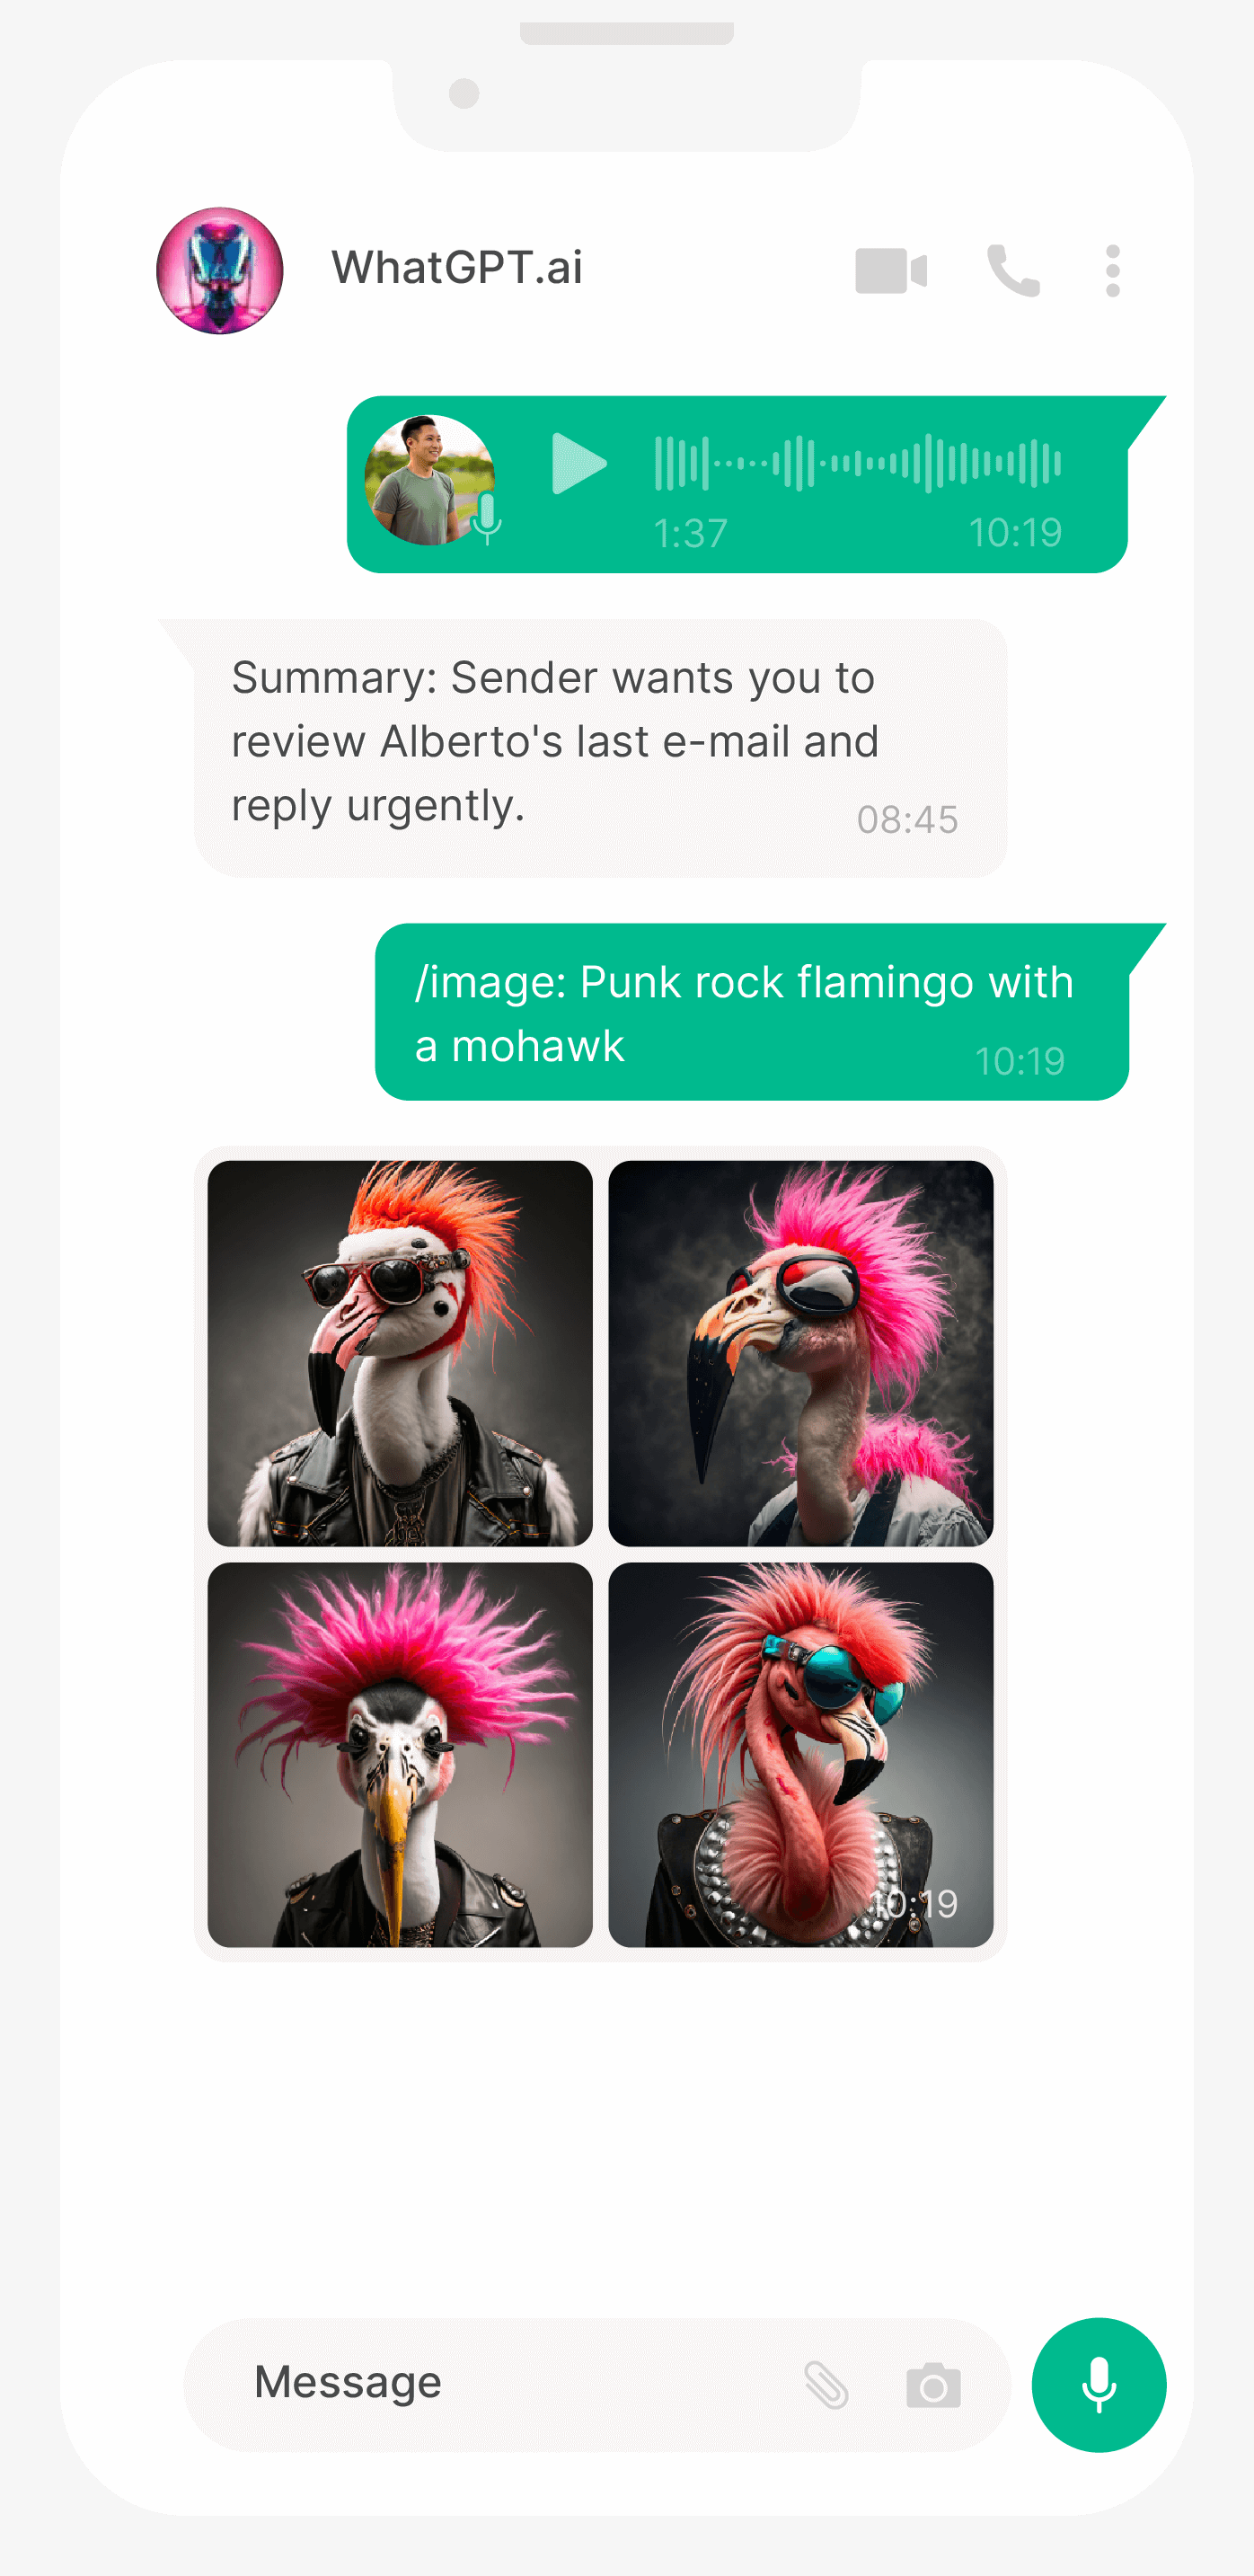 WhatGPT.ai
1:37 10:19
Summary: Sender wants you to
review Alberto's last e-mail and
reply urgently. 08:45
/image: Punk rock flamingo with
a mohawk 10:19
10:19
Message